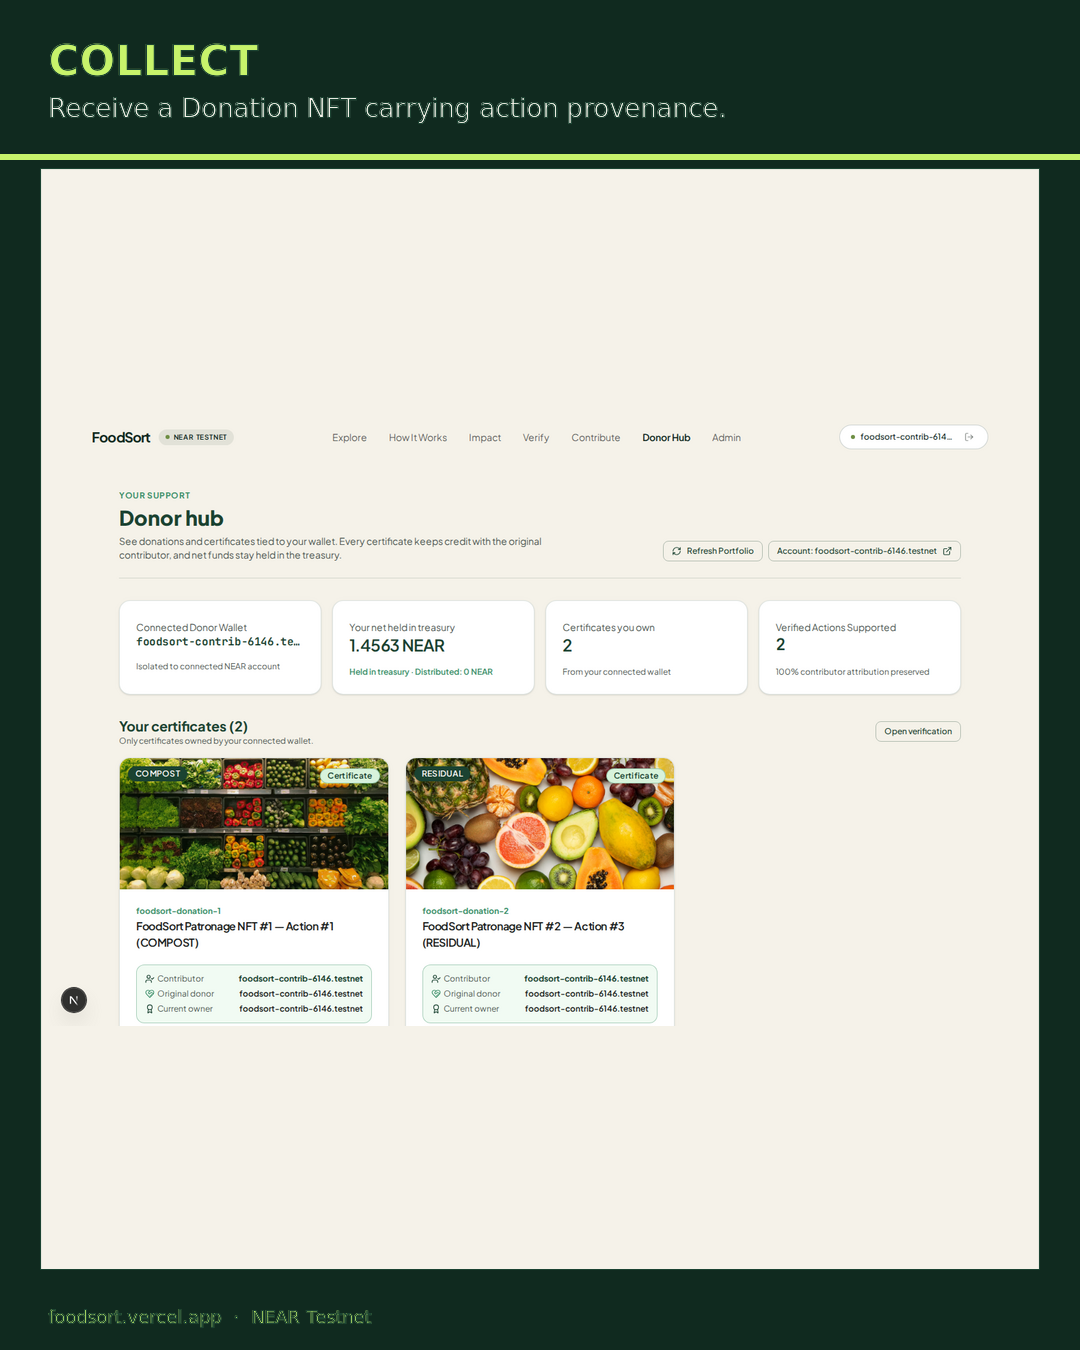 COLLECT
Receive a Donation NFT carrying action provenance.
FoodSort
NEAR TESTNET
Explore
How It Works
Impact
Verify
Contribute
Donor Hub
Admin
foodsort-contrib-614...
YOUR SUPPORT
Donor hub
See donations and certificates tied to your wallet. Every certificate keeps credit with the original
contributor, and net funds stay held in the treasury.
Refresh Portfolio
Account: foodsort-contrib-6146.testnet
Connected Donor Wallet
foodsort-contrib-6146.te…
Isolated to connected NEAR account
Your net held in treasury
1.4563 NEAR
Held in treasury · Distributed: 0 NEAR
Certificates you own
2
From your connected wallet
Verified Actions Supported
2
100% contributor attribution preserved
Your certificates (2)
Only certificates owned by your connected wallet.
Open verification
COMPOST
Certificate
foodsort-donation-1
FoodSort Patronage NFT #1 — Action #1
(COMPOST)
Contributor foodsort-contrib-6146.testnet
Original donor foodsort-contrib-6146.testnet
Current owner foodsort-contrib-6146.testnet
RESIDUAL
Certificate
foodsort-donation-2
FoodSort Patronage NFT #2 — Action #3
(RESIDUAL)
Contributor foodsort-contrib-6146.testnet
Original donor foodsort-contrib-6146.testnet
Current owner foodsort-contrib-6146.testnet
N
foodsort.vercel.app · NEAR Testnet